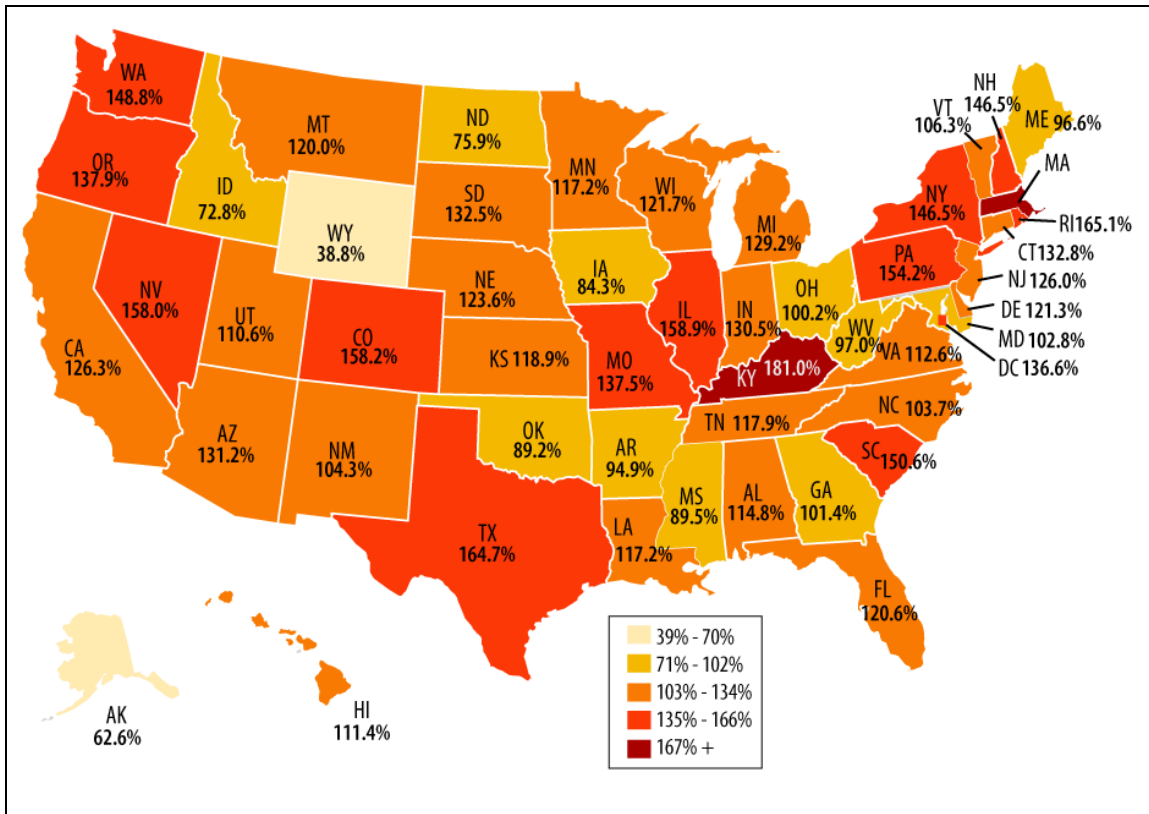 WA
148.8%
OR
137.9%
CA
126.3%
NV
158.0%
ID
72.8%
MT
120.0%
WY
38.8%
UT
110.6%
AZ
131.2%
CO
158.2%
NM
104.3%
ND
75.9%
SD
132.5%
NE
123.6%
KS 118.9%
OK
89.2%
TX
164.7%
MN
117.2%
IA
84.3%
MO
137.5%
AR
94.9%
LA
117.2%
WI
121.7%
IL
158.9%
MS
89.5%
MI
129.2%
IN
130.5%
KY 181.0%
TN 117.9%
AL
114.8%
OH
100.2%
WV
97.0%
GA
101.4%
FL
120.6%
SC 150.6%
NC 103.7%
VA 112.6%
PA
154.2%
NY
146.5%
VT
106.3%
NH
146.5%
ME 96.6%
MA
RI 165.1%
CT 132.8%
NJ 126.0%
DE 121.3%
MD 102.8%
DC 136.6%
AK
62.6%
HI
111.4%
39% - 70%
71% - 102%
103% - 134%
135% - 166%
167% +